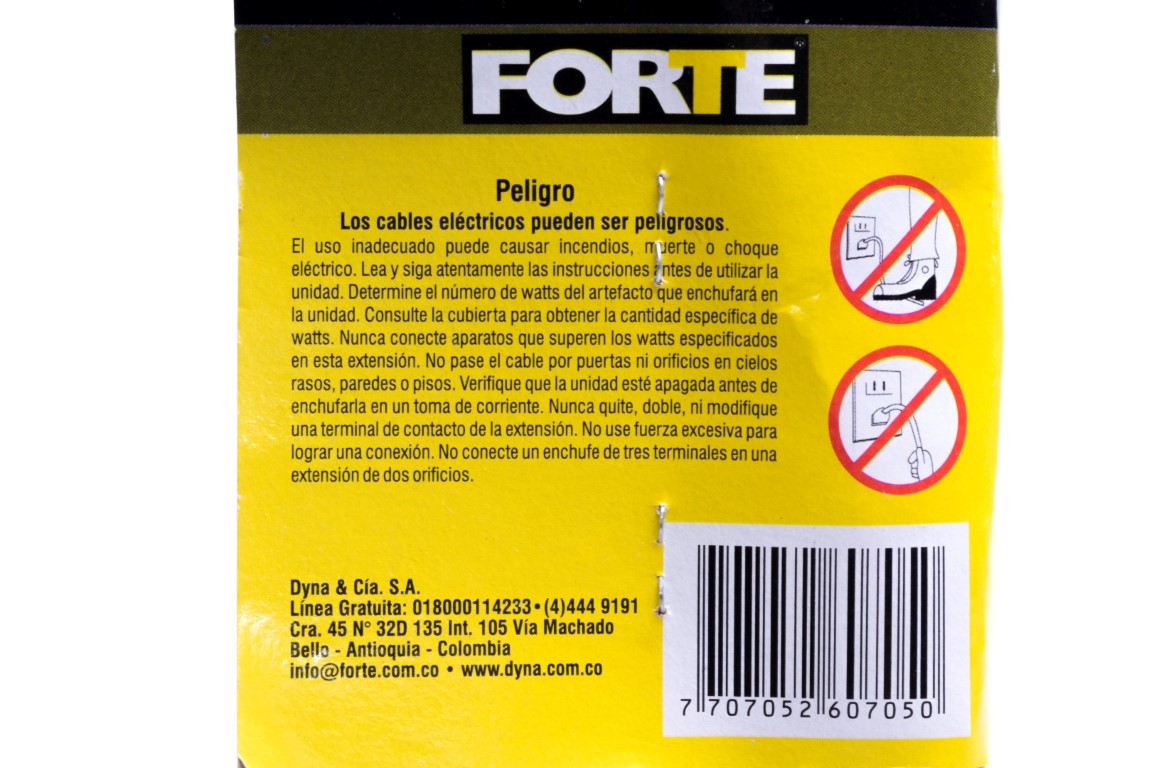 FORTE®
Peligro
Los cables eléctricos pueden ser peligrosos.
El uso inadecuado puede causar incendios, muerte o choque
eléctrico. Lea y siga atentamente las instrucciones antes de utilizar la
unidad. Determine el número de watts del artefacto que enchufará en
la unidad. Consulte la cubierta para obtener la cantidad específica de
watts. Nunca conecte aparatos que superen los watts especificados
en esta extensión. No pase el cable por puertas ni orificios en cielos
rasos, paredes o pisos. Verifique que la unidad esté apagada antes de
enchufarla en un toma de corriente. Nunca quite, doble, ni modifique
una terminal de contacto de la extensión. No use fuerza excesiva para
lograr una conexión. No conecte un enchufe de tres terminales en una
extensión de dos orificios.
Dyna & Cía. S.A.
Línea Gratuita: 018000114233 • (4)444 9191
Cra. 45 N° 32D 135 Int. 105 Vía Machado
Bello - Antioquia - Colombia
info@forte.com.co • www.dyna.com.co
7 707052 607050